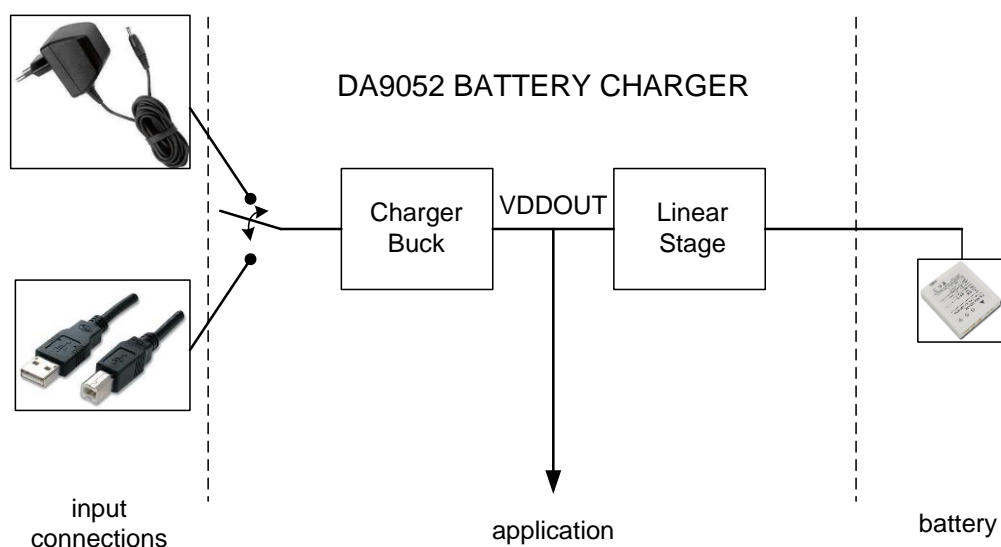 DA9052 BATTERY CHARGER
Charger
Buck
VDDOUT
Linear
Stage
input
connections
application
battery